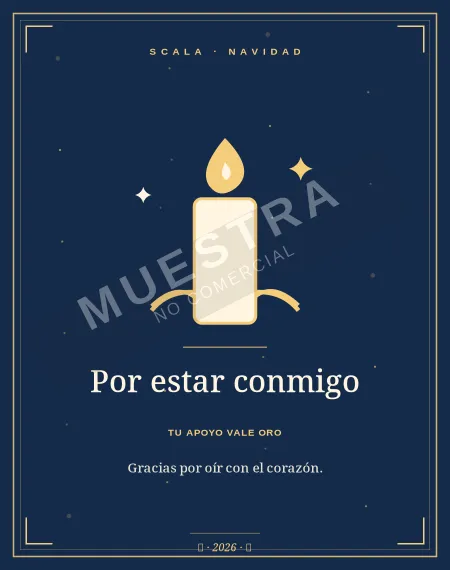 SCALA · NAVIDAD
MUESTRA
NO COMERCIAL
Por estar conmigo
TU APOYO VALE ORO
Gracias por oír con el corazón.
· 2026 ·